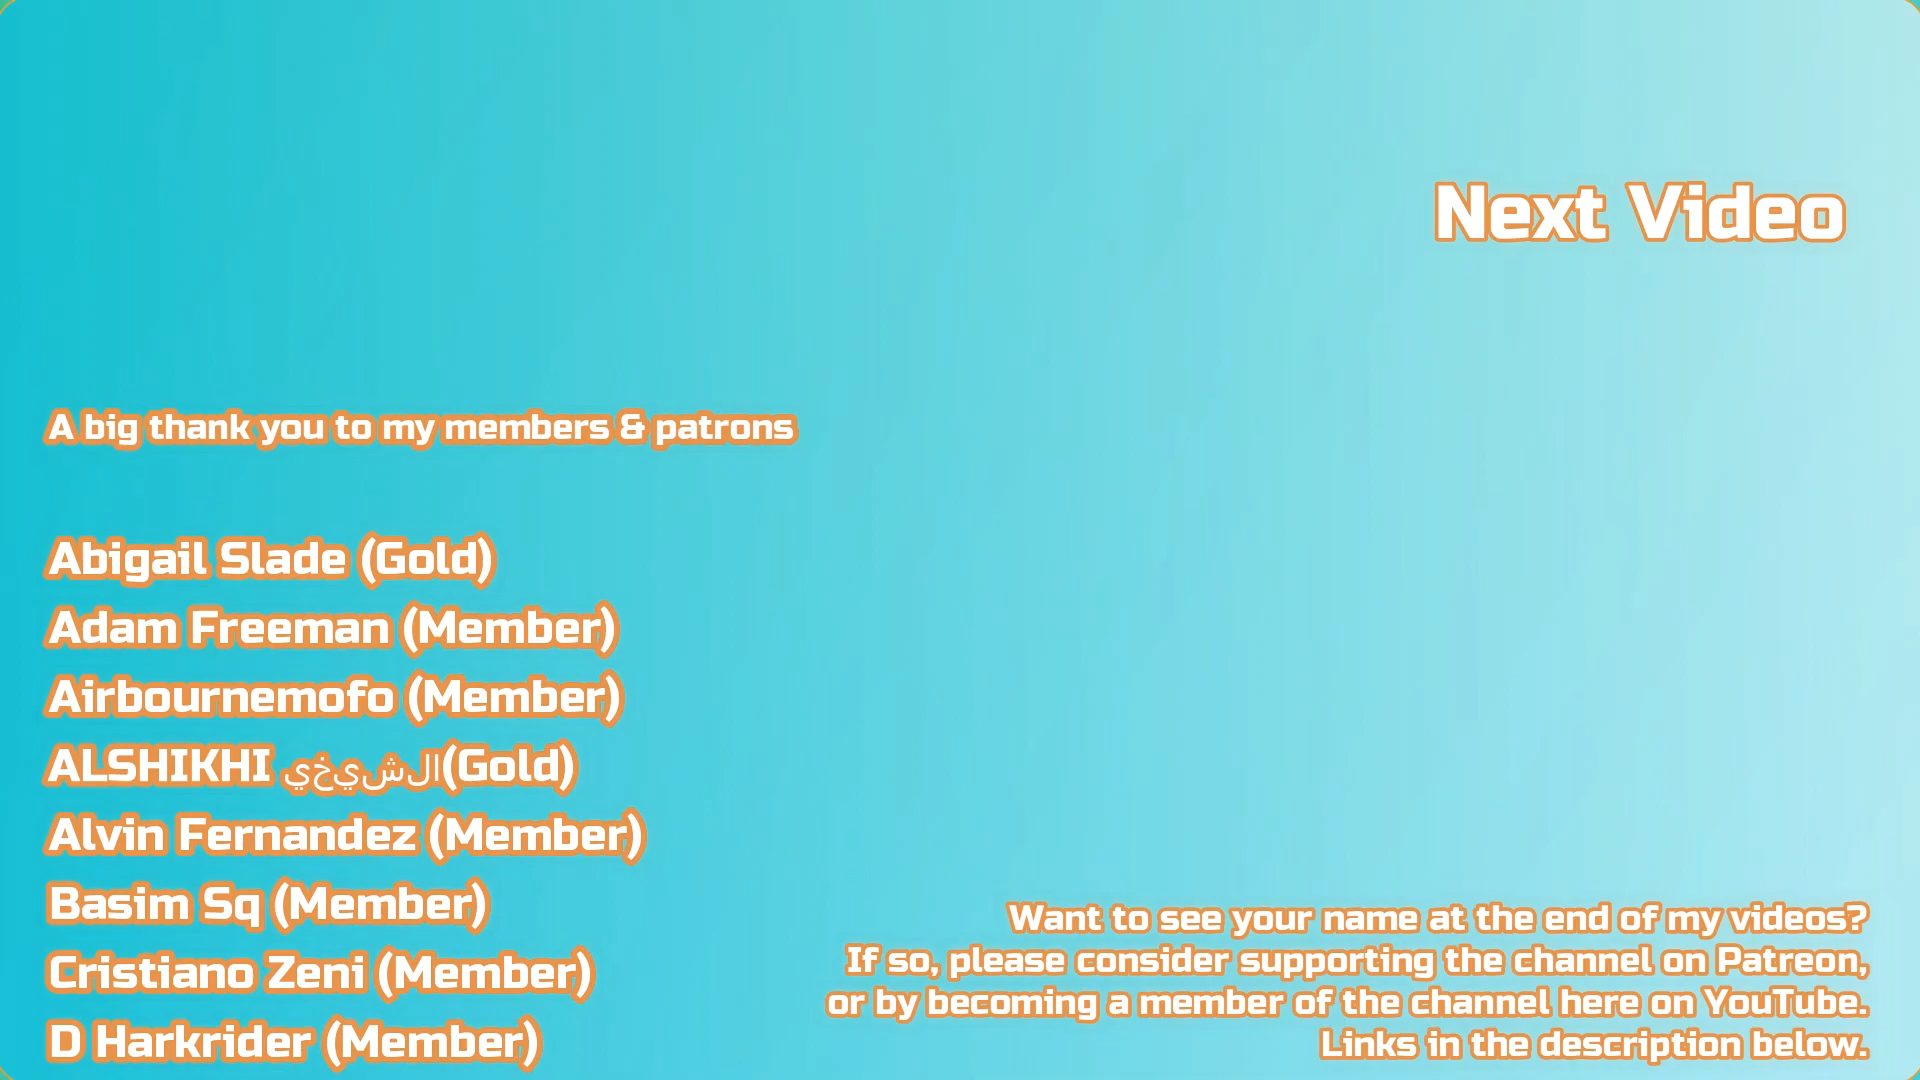 Next Video
A big thank you to my members & patrons
Abigail Slade (Gold)
Adam Freeman (Member)
Airbournemofo (Member)
ALSHIKHI الشيخي(Gold)
Alvin Fernandez (Member)
Basim Sq (Member)
Cristiano Zeni (Member)
D Harkrider (Member)
Want to see your name at the end of my videos?
If so, please consider supporting the channel on Patreon,
or by becoming a member of the channel here on YouTube.
Links in the description below.